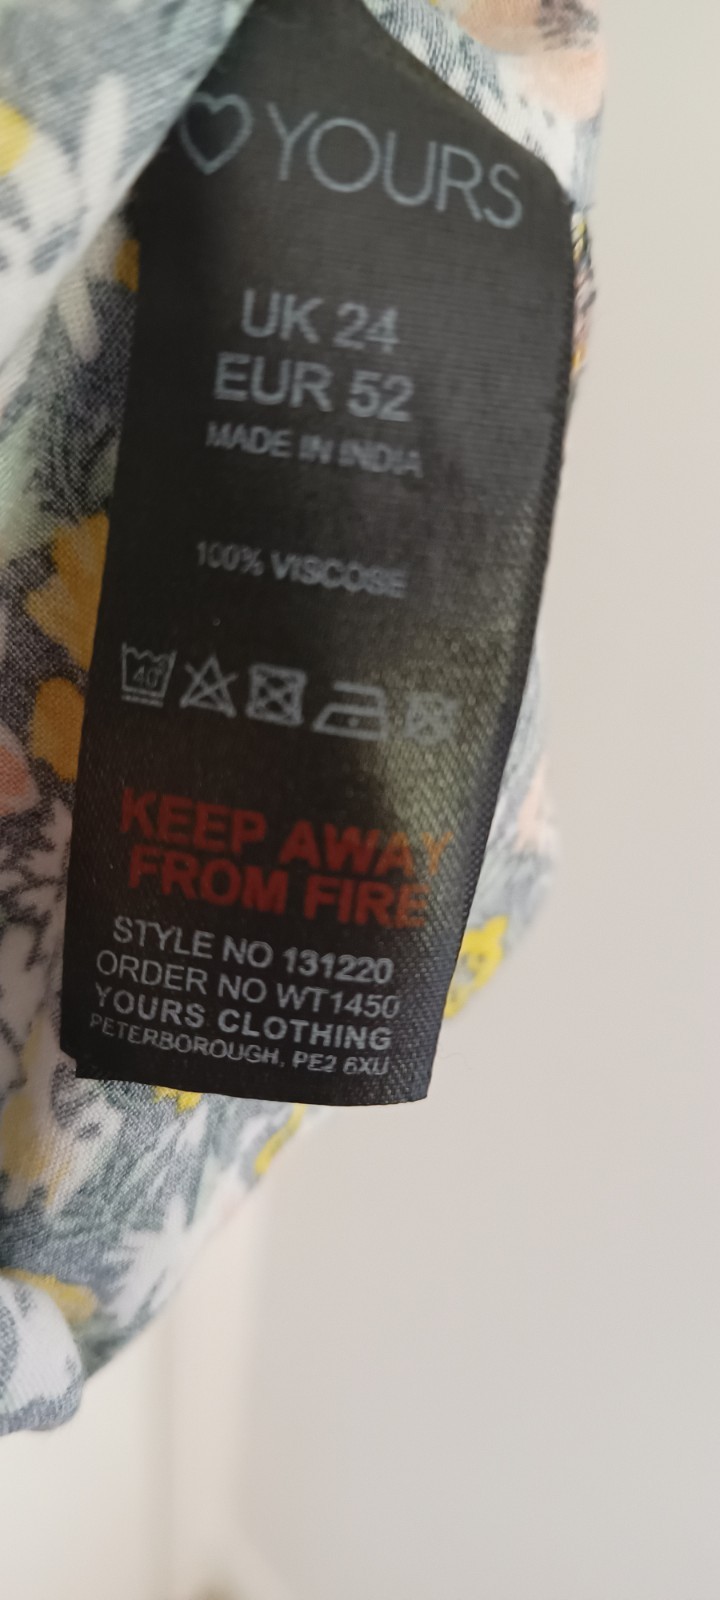 YOURS
UK 24
EUR 52
MADE IN INDIA
100% VISCOSE
40°
KEEP AWAY
FROM FIRE
STYLE NO 131220
ORDER NO WT1450
YOURS CLOTHING
PETERBOROUGH, PE2 6XU